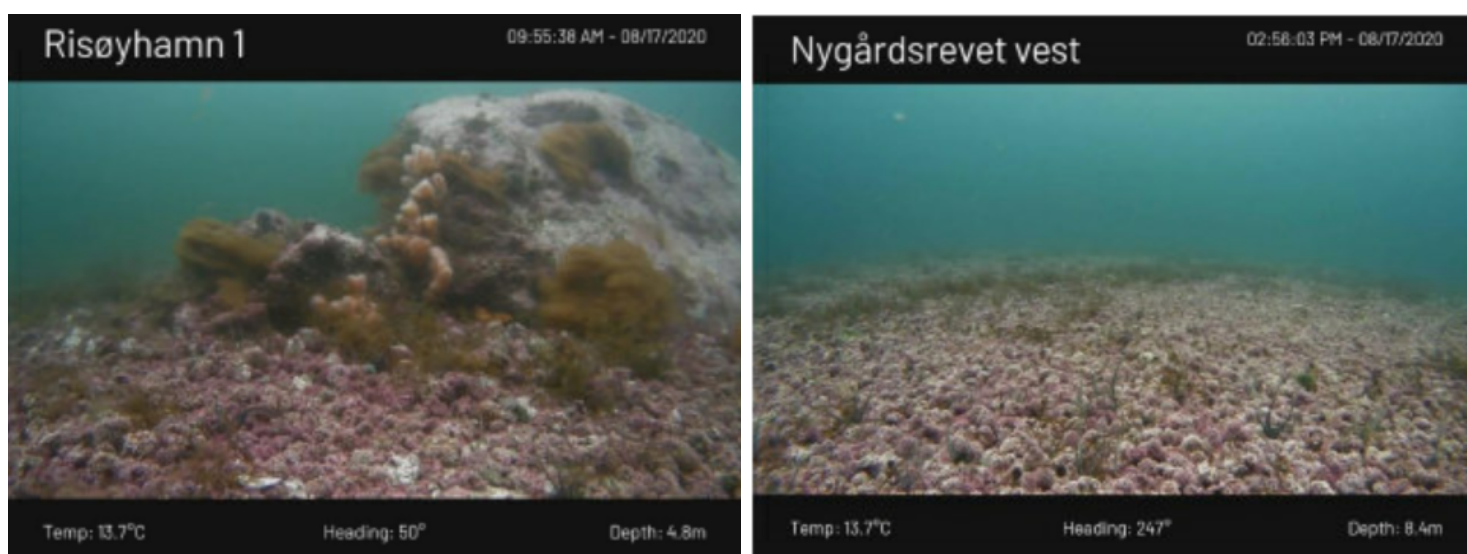 Risøyhamn 1
09:55:38 AM - 08/17/2020
Temp: 13.7°C
Heading: 50°
Depth: 4.8m
Nygårdsrevet vest
02:56:03 PM - 08/17/2020
Temp: 13.7°C
Heading: 247°
Depth: 8.4m